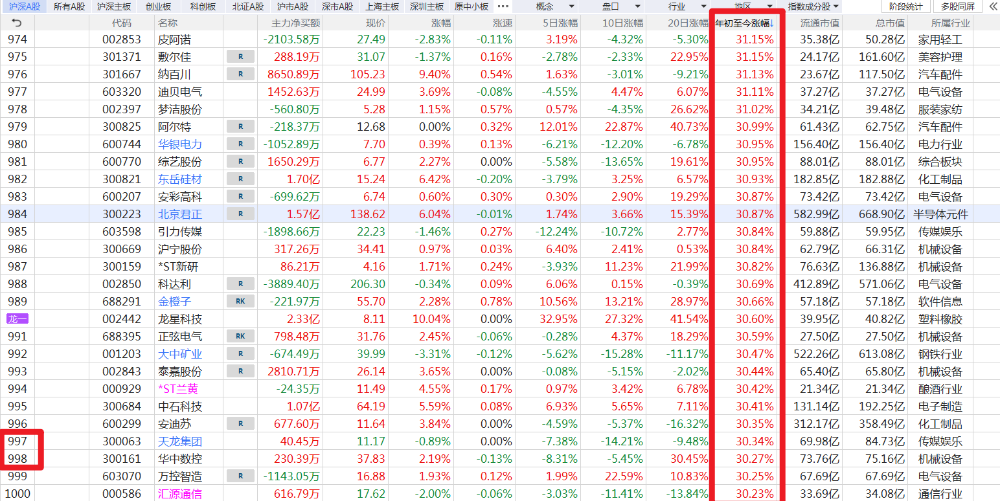 沪深A股 所有A股 沪深主板 创业板 科创板 北证A股 沪市A股 深市A股 上海主板 深圳主板 原中小板 ··· 概念 盘口 行业 地区 指数成分股 阶段统计 多股同屏
代码 名称 主力净买额 现价 涨幅 涨速 5日涨幅 10日涨幅 20日涨幅 年初至今涨幅↓ 流通市值 总市值 所属行业
974 002853 皮阿诺 -2103.58万 27.49 -2.83% -0.11% 3.19% -4.32% -5.30% 31.15% 35.38亿 50.28亿 家用轻工
975 301371 敷尔佳 R 288.19万 31.07 -1.37% 0.16% -2.78% -2.33% 22.95% 31.15% 24.17亿 161.60亿 美容护理
976 301667 纳百川 R 8650.89万 105.23 9.40% 0.54% 1.63% -3.01% -9.21% 31.13% 23.67亿 117.50亿 汽车配件
977 603320 迪贝电气 1452.63万 24.99 3.69% -0.08% -4.55% 4.47% 6.07% 31.11% 37.27亿 37.27亿 电气设备
978 002397 梦洁股份 -560.80万 5.28 1.15% 0.57% 0.57% -4.35% 26.62% 31.02% 34.21亿 39.48亿 服装家纺
979 300825 阿尔特 R -218.37万 12.68 0.00% 0.32% 12.01% 22.87% 40.73% 30.99% 61.43亿 62.75亿 汽车配件
980 600744 华银电力 R -1052.89万 7.70 0.39% 0.13% -6.21% -12.20% -6.78% 30.95% 156.40亿 156.40亿 电力行业
981 600770 综艺股份 R 1650.29万 6.77 2.27% 0.00% -5.58% -13.65% 19.61% 30.95% 88.01亿 88.01亿 综合板块
982 300821 东岳硅材 R 1.70亿 15.24 6.42% -0.20% -3.79% 3.25% 6.57% 30.93% 182.85亿 182.88亿 化工制品
983 600207 安彩高科 R -699.62万 6.74 0.60% 0.30% 0.30% 2.90% 19.29% 30.87% 73.42亿 73.42亿 电气设备
984 300223 北京君正 R 1.57亿 138.62 6.04% -0.01% 1.74% 3.66% 15.39% 30.87% 582.99亿 668.90亿 半导体元件
985 603598 引力传媒 -1898.66万 22.23 -1.46% 0.27% -12.24% -10.72% 2.77% 30.84% 59.88亿 59.95亿 传媒娱乐
986 300669 沪宁股份 317.26万 34.41 0.97% 0.03% 6.40% 2.41% 0.53% 30.84% 62.79亿 66.31亿 机械设备
987 300159 *ST新研 86.21万 4.16 1.71% 0.24% -3.93% 11.23% 21.99% 30.82% 76.63亿 136.88亿 机械设备
988 002850 科达利 R -3889.40万 206.30 -0.34% 0.09% 6.06% 0.15% -0.39% 30.69% 412.89亿 571.06亿 电气设备
989 688291 金橙子 RK -221.97万 55.70 2.28% 0.78% 10.56% 13.21% 28.97% 30.66% 57.18亿 57.18亿 软件信息
龙一 002442 龙星科技 2.33亿 8.11 10.04% 0.00% 32.95% 27.32% 41.54% 30.60% 39.95亿 40.82亿 塑料橡胶
991 688395 正弦电气 RK 798.48万 31.76 2.45% -0.06% -0.28% 4.37% 18.29% 30.59% 27.50亿 27.50亿 机械设备
992 001203 大中矿业 R -674.49万 39.99 -3.31% -0.12% -5.62% -15.28% -11.17% 30.47% 522.26亿 613.08亿 钢铁行业
993 002843 泰嘉股份 R 2810.71万 26.14 3.65% 0.00% -0.08% -5.15% -2.02% 30.44% 65.40亿 65.80亿 机械设备
994 000929 *ST兰黄 -24.35万 11.49 4.55% 0.17% 0.97% 3.42% 6.78% 30.42% 21.34亿 21.34亿 酿酒行业
995 300684 中石科技 1.07亿 64.19 5.59% 0.08% 6.93% 5.65% 7.11% 30.41% 131.14亿 192.25亿 电子制造
996 600299 安迪苏 R 677.60万 11.64 3.84% 0.00% -4.59% -5.37% -16.32% 30.35% 312.17亿 358.49亿 化工制品
997 300063 天龙集团 40.45万 11.17 -0.89% 0.00% -7.38% -14.21% -9.48% 30.34% 69.98亿 84.73亿 传媒娱乐
998 300161 华中数控 230.39万 37.83 2.19% -0.13% -8.31% -5.45% 30.45% 30.27% 73.76亿 75.16亿 机械设备
999 603070 万控智造 R -1143.05万 16.88 1.93% 0.12% 1.99% 22.59% 10.83% 30.25% 67.69亿 67.69亿 电气设备
1000 000586 汇源通信 616.79万 17.62 -2.00% -0.06% -3.03% -11.41% -13.84% 30.23% 33.69亿 34.08亿 通信行业